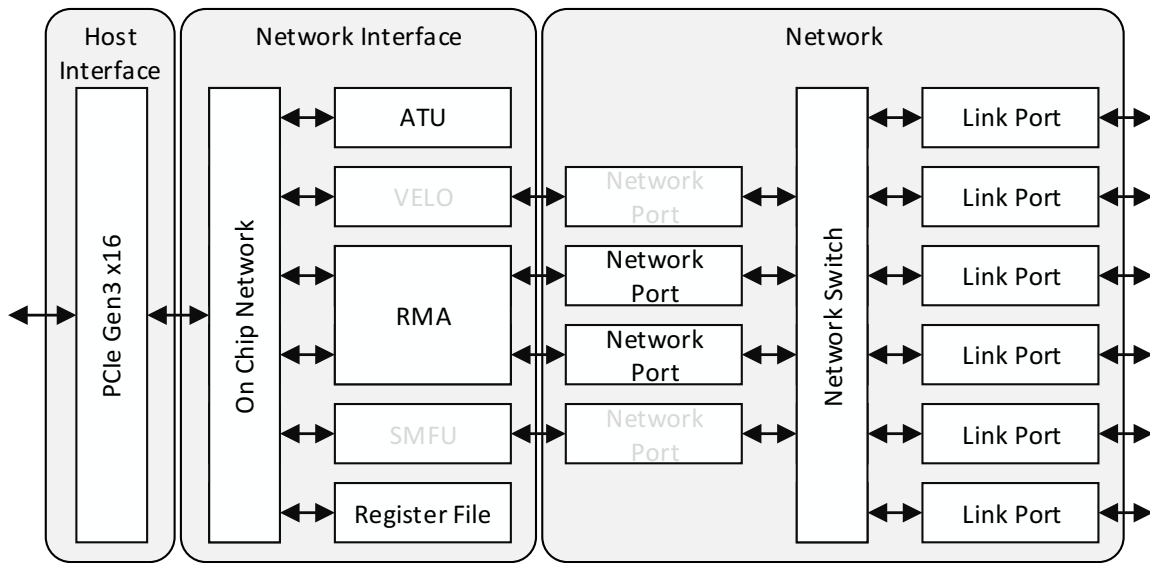 Host
Interface
Network Interface
Network
PCIe Gen3 x16
On Chip Network
ATU
VELO
RMA
SMFU
Register File
Network
Port
Network
Port
Network
Port
Network
Port
Network Switch
Link Port
Link Port
Link Port
Link Port
Link Port
Link Port